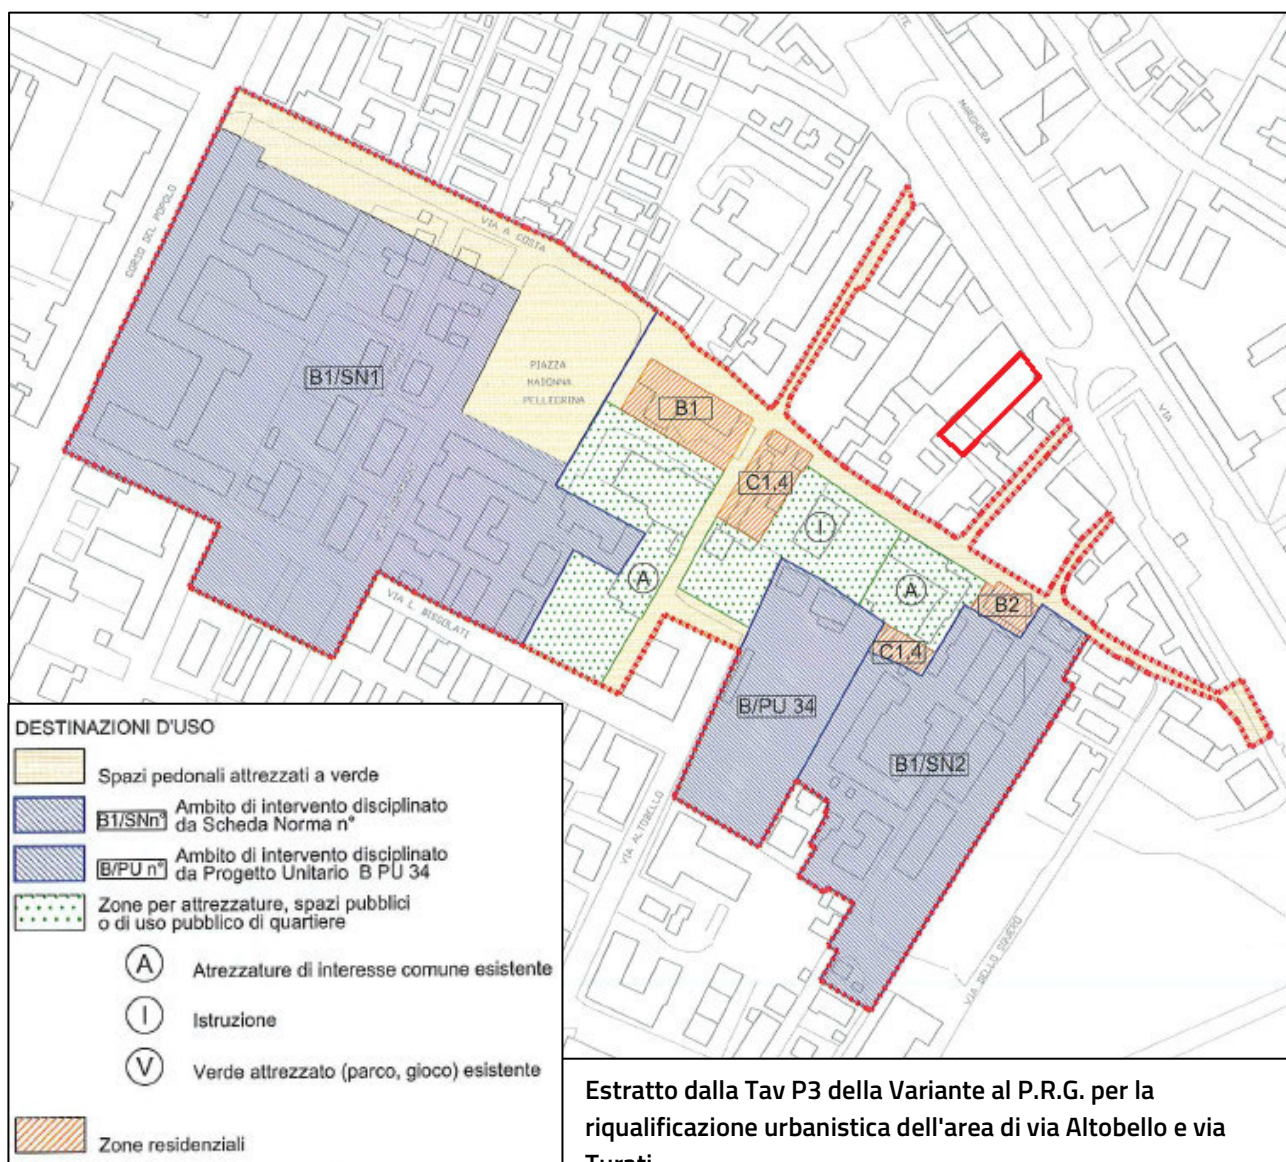 CORSO DEL POPOLO
VIA A. COSTA
MARGHERA
VIA
PIAZZA
MADONNA
PELLEGRINA
B1/SN1
B1
C1,4
I
A
A
B2
C1,4
B/PU 34
B1/SN2
VIA L. BISSOLATI
VIA ALTOBELLO
VIA DELLO SQUERO
DESTINAZIONI D'USO
Spazi pedonali attrezzati a verde
B1/SNn° Ambito di intervento disciplinato
da Scheda Norma n°
B/PU n° Ambito di intervento disciplinato
da Progetto Unitario B PU 34
Zone per attrezzature, spazi pubblici
o di uso pubblico di quartiere
A Atrezzature di interesse comune esistente
I Istruzione
V Verde attrezzato (parco, gioco) esistente
Zone residenziali
Estratto dalla Tav P3 della Variante al P.R.G. per la
riqualificazione urbanistica dell'area di via Altobello e via
Turati